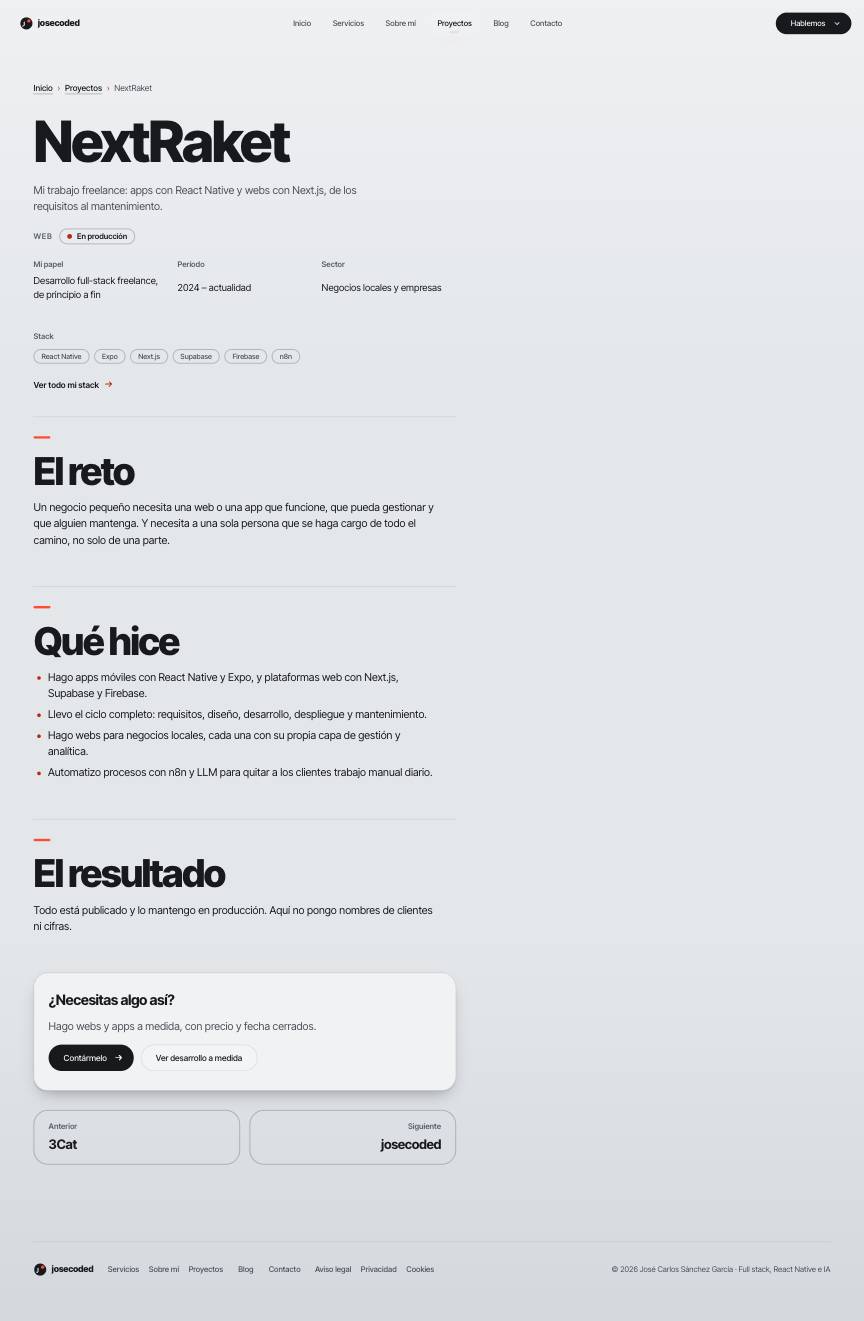 josecoded
Inicio Servicios Sobre mí Proyectos Blog Contacto
Hablemos
Inicio › Proyectos › NextRaket
NextRaket
Mi trabajo freelance: apps con React Native y webs con Next.js, de los
requisitos al mantenimiento.
WEB En producción
Mi papel
Desarrollo full-stack freelance,
de principio a fin
Periodo
2024 – actualidad
Sector
Negocios locales y empresas
Stack
React Native Expo Next.js Supabase Firebase n8n
Ver todo mi stack →
El reto
Un negocio pequeño necesita una web o una app que funcione, que pueda gestionar y
que alguien mantenga. Y necesita a una sola persona que se haga cargo de todo el
camino, no solo de una parte.
Qué hice
• Hago apps móviles con React Native y Expo, y plataformas web con Next.js,
Supabase y Firebase.
• Llevo el ciclo completo: requisitos, diseño, desarrollo, despliegue y mantenimiento.
• Hago webs para negocios locales, cada una con su propia capa de gestión y
analítica.
• Automatizo procesos con n8n y LLM para quitar a los clientes trabajo manual diario.
El resultado
Todo está publicado y lo mantengo en producción. Aquí no pongo nombres de clientes
ni cifras.
¿Necesitas algo así?
Hago webs y apps a medida, con precio y fecha cerrados.
Contármelo → Ver desarrollo a medida
Anterior
3Cat
Siguiente
josecoded
josecoded Servicios Sobre mí Proyectos Blog Contacto Aviso legal Privacidad Cookies
© 2026 José Carlos Sánchez García · Full stack, React Native e IA